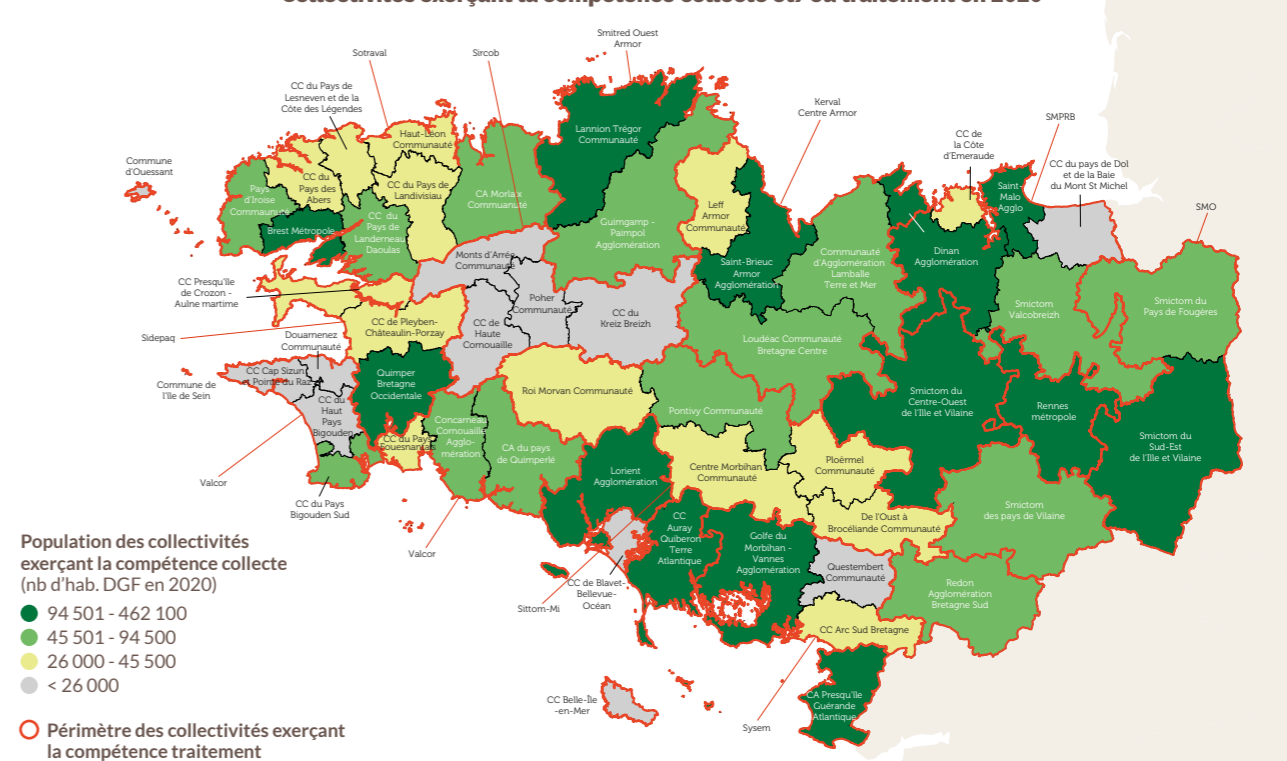 Collectivités exerçant la compétence collecte et/ou traitement en 2020
Smitred Ouest
Armor
Sotraval
Sircob
CC du Pays de
Lesneven et de la
Côte des Légendes
Kerval
Centre Armor
SMPRB
CC de
la Côte
d'Emeraude
CC du pays de Dol
et de la Baie
du Mont St Michel
SMO
Commune
d'Ouessant
Haut-Léon
Communauté
Lannion Trégor
Communauté
CC du
Pays des
Abers
CC du Pays de
Landivisiau
Pays
d'Iroise
Communauté
CA Morlaix
Communauté
Brest Métropole
CC du
Pays de
Landerneau
Daoulas
Guimgamp -
Paimpol
Agglomération
Leff
Armor
Communauté
Saint-
Malo
Agglo
Monts d'Arrée
Communauté
Saint-Brieuc
Armor
Agglomération
Communauté
d'Agglomération
Lamballe
Terre et Mer
Dinan
Agglomération
CC Presqu'île
de Crozon -
Aulne martime
Poher
Communauté
Smictom
Valcobreizh
Smictom du
Pays de Fougères
CC de Pleyben-
Châteaulin-Porzay
CC de
Haute
Cornouaille
CC du
Kreiz Breizh
Sidepaq
Douarnenez
Communauté
Loudéac Communauté
Bretagne Centre
CC Cap Sizun
et Pointe du Raz
Commune de
l'Ile de Sein
Quimper
Bretagne
Occidentale
Roi Morvan Communauté
Smictom du
Centre-Ouest
de l'Ille et Vilaine
Rennes
métropole
CC du
Haut
Pays
Bigouden
Pontivy Communauté
Concarneau
Cornouaille
Agglo-
mération
CC du Pays
Fouesnantais
CA du pays
de Quimperlé
Smictom du
Sud-Est
de l'Ille et Vilaine
Valcor
Lorient
Agglomération
Centre Morbihan
Communauté
Ploërmel
Communauté
CC du Pays
Bigouden Sud
Smictom
des pays de Vilaine
De l'Oust à
Brocéliande Communauté
CC
Auray
Quiberon
Terre
Atlantique
Golfe du
Morbihan -
Vannes
Agglomération
Valcor
Questembert
Communauté
CC de Blavet-
Bellevue-
Océan
Redon
Agglomération
Bretagne Sud
Sittom-Mi
CC Arc Sud Bretagne
CC Belle-Île
-en-Mer
Sysem
CA Presqu'île
Guérande
Atlantique
Population des collectivités
exerçant la compétence collecte
(nb d'hab. DGF en 2020)
94 501 - 462 100
45 501 - 94 500
26 000 - 45 500
< 26 000
Périmètre des collectivités exerçant
la compétence traitement